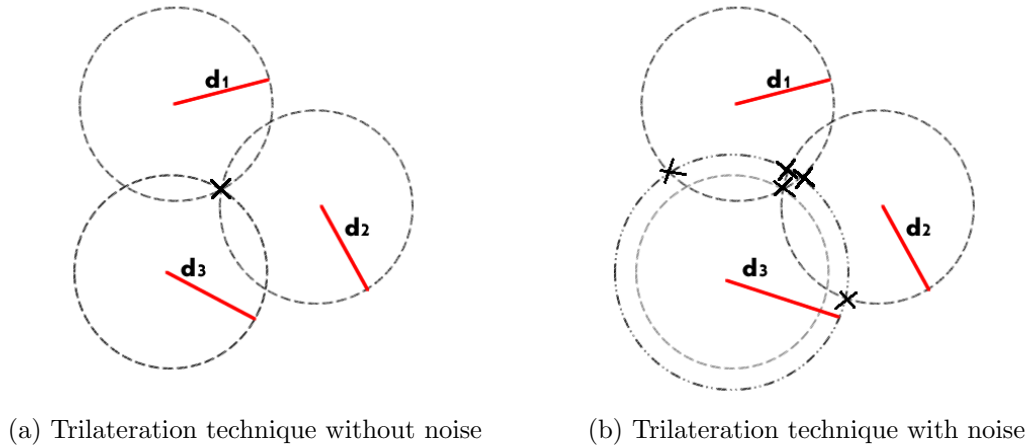 d1
d2
d3
d1
d2
d3
(a) Trilateration technique without noise
(b) Trilateration technique with noise